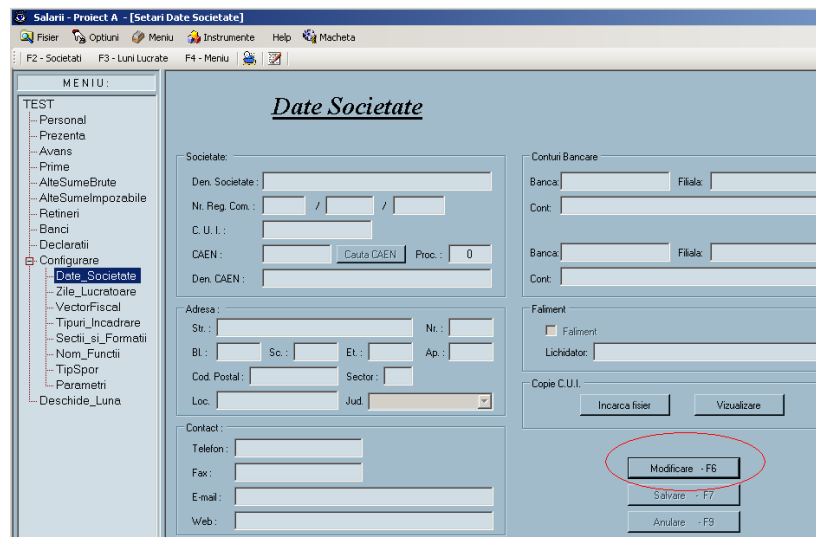 Salarii - Proiect A - [Setari Date Societate]
Fisier Optiuni Meniu Instrumente Help Macheta
F2 - Societati F3 - Luni Lucrate F4 - Meniu
M E N I U :
TEST
Personal
Prezenta
Avans
Prime
AlteSumeBrute
AlteSumeImpozabile
Retineri
Banci
Declaratii
Configurare
Date_Societate
Zile_Lucratoare
VectorFiscal
Tipuri_Incadrare
Sectii_si_Formatii
Nom_Functii
TipSpor
Parametri
Deschide_Luna
Date Societate
Societate:
Den. Societate :
Nr. Reg. Com. : / /
C. U. I. :
CAEN : Cauta CAEN Proc. : 0
Den. CAEN :
Adresa :
Str. : Nr. :
Bl. : Sc. : Et. : Ap. :
Cod. Postal : Sector :
Loc. Jud.
Contact :
Telefon :
Fax :
E-mail :
Web :
Conturi Bancare
Banca: Filiala:
Cont:
Banca: Filiala:
Cont:
Faliment
Faliment
Lichidator:
Copie C.U.I.
Incarca fisier Vizualizare
Modificare - F6
Salvare - F7
Anulare - F9